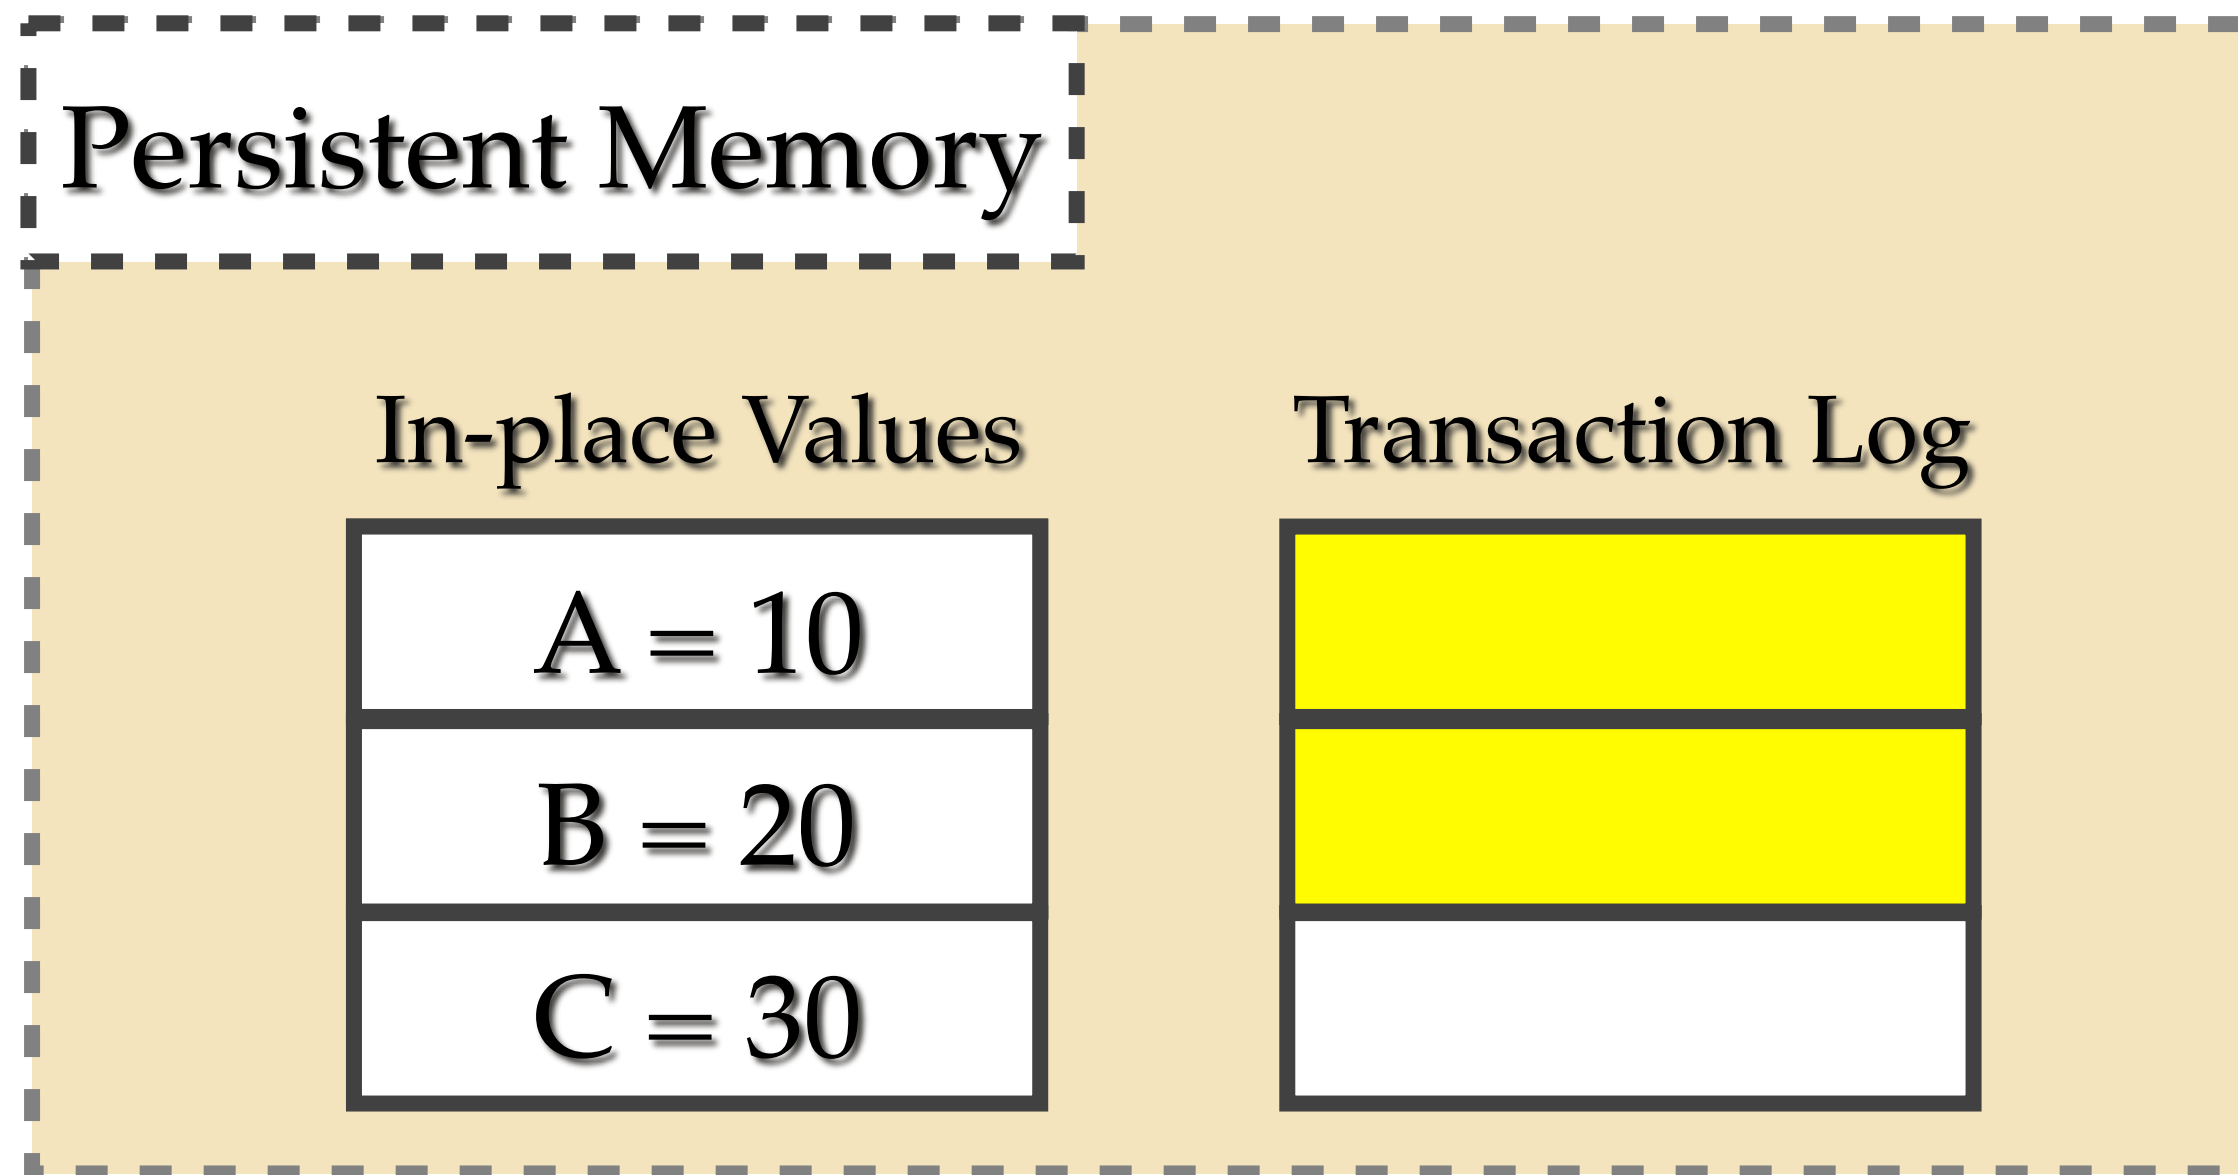 Persistent Memory
In-place Values
Transaction Log
A = 10
B = 20
C = 30